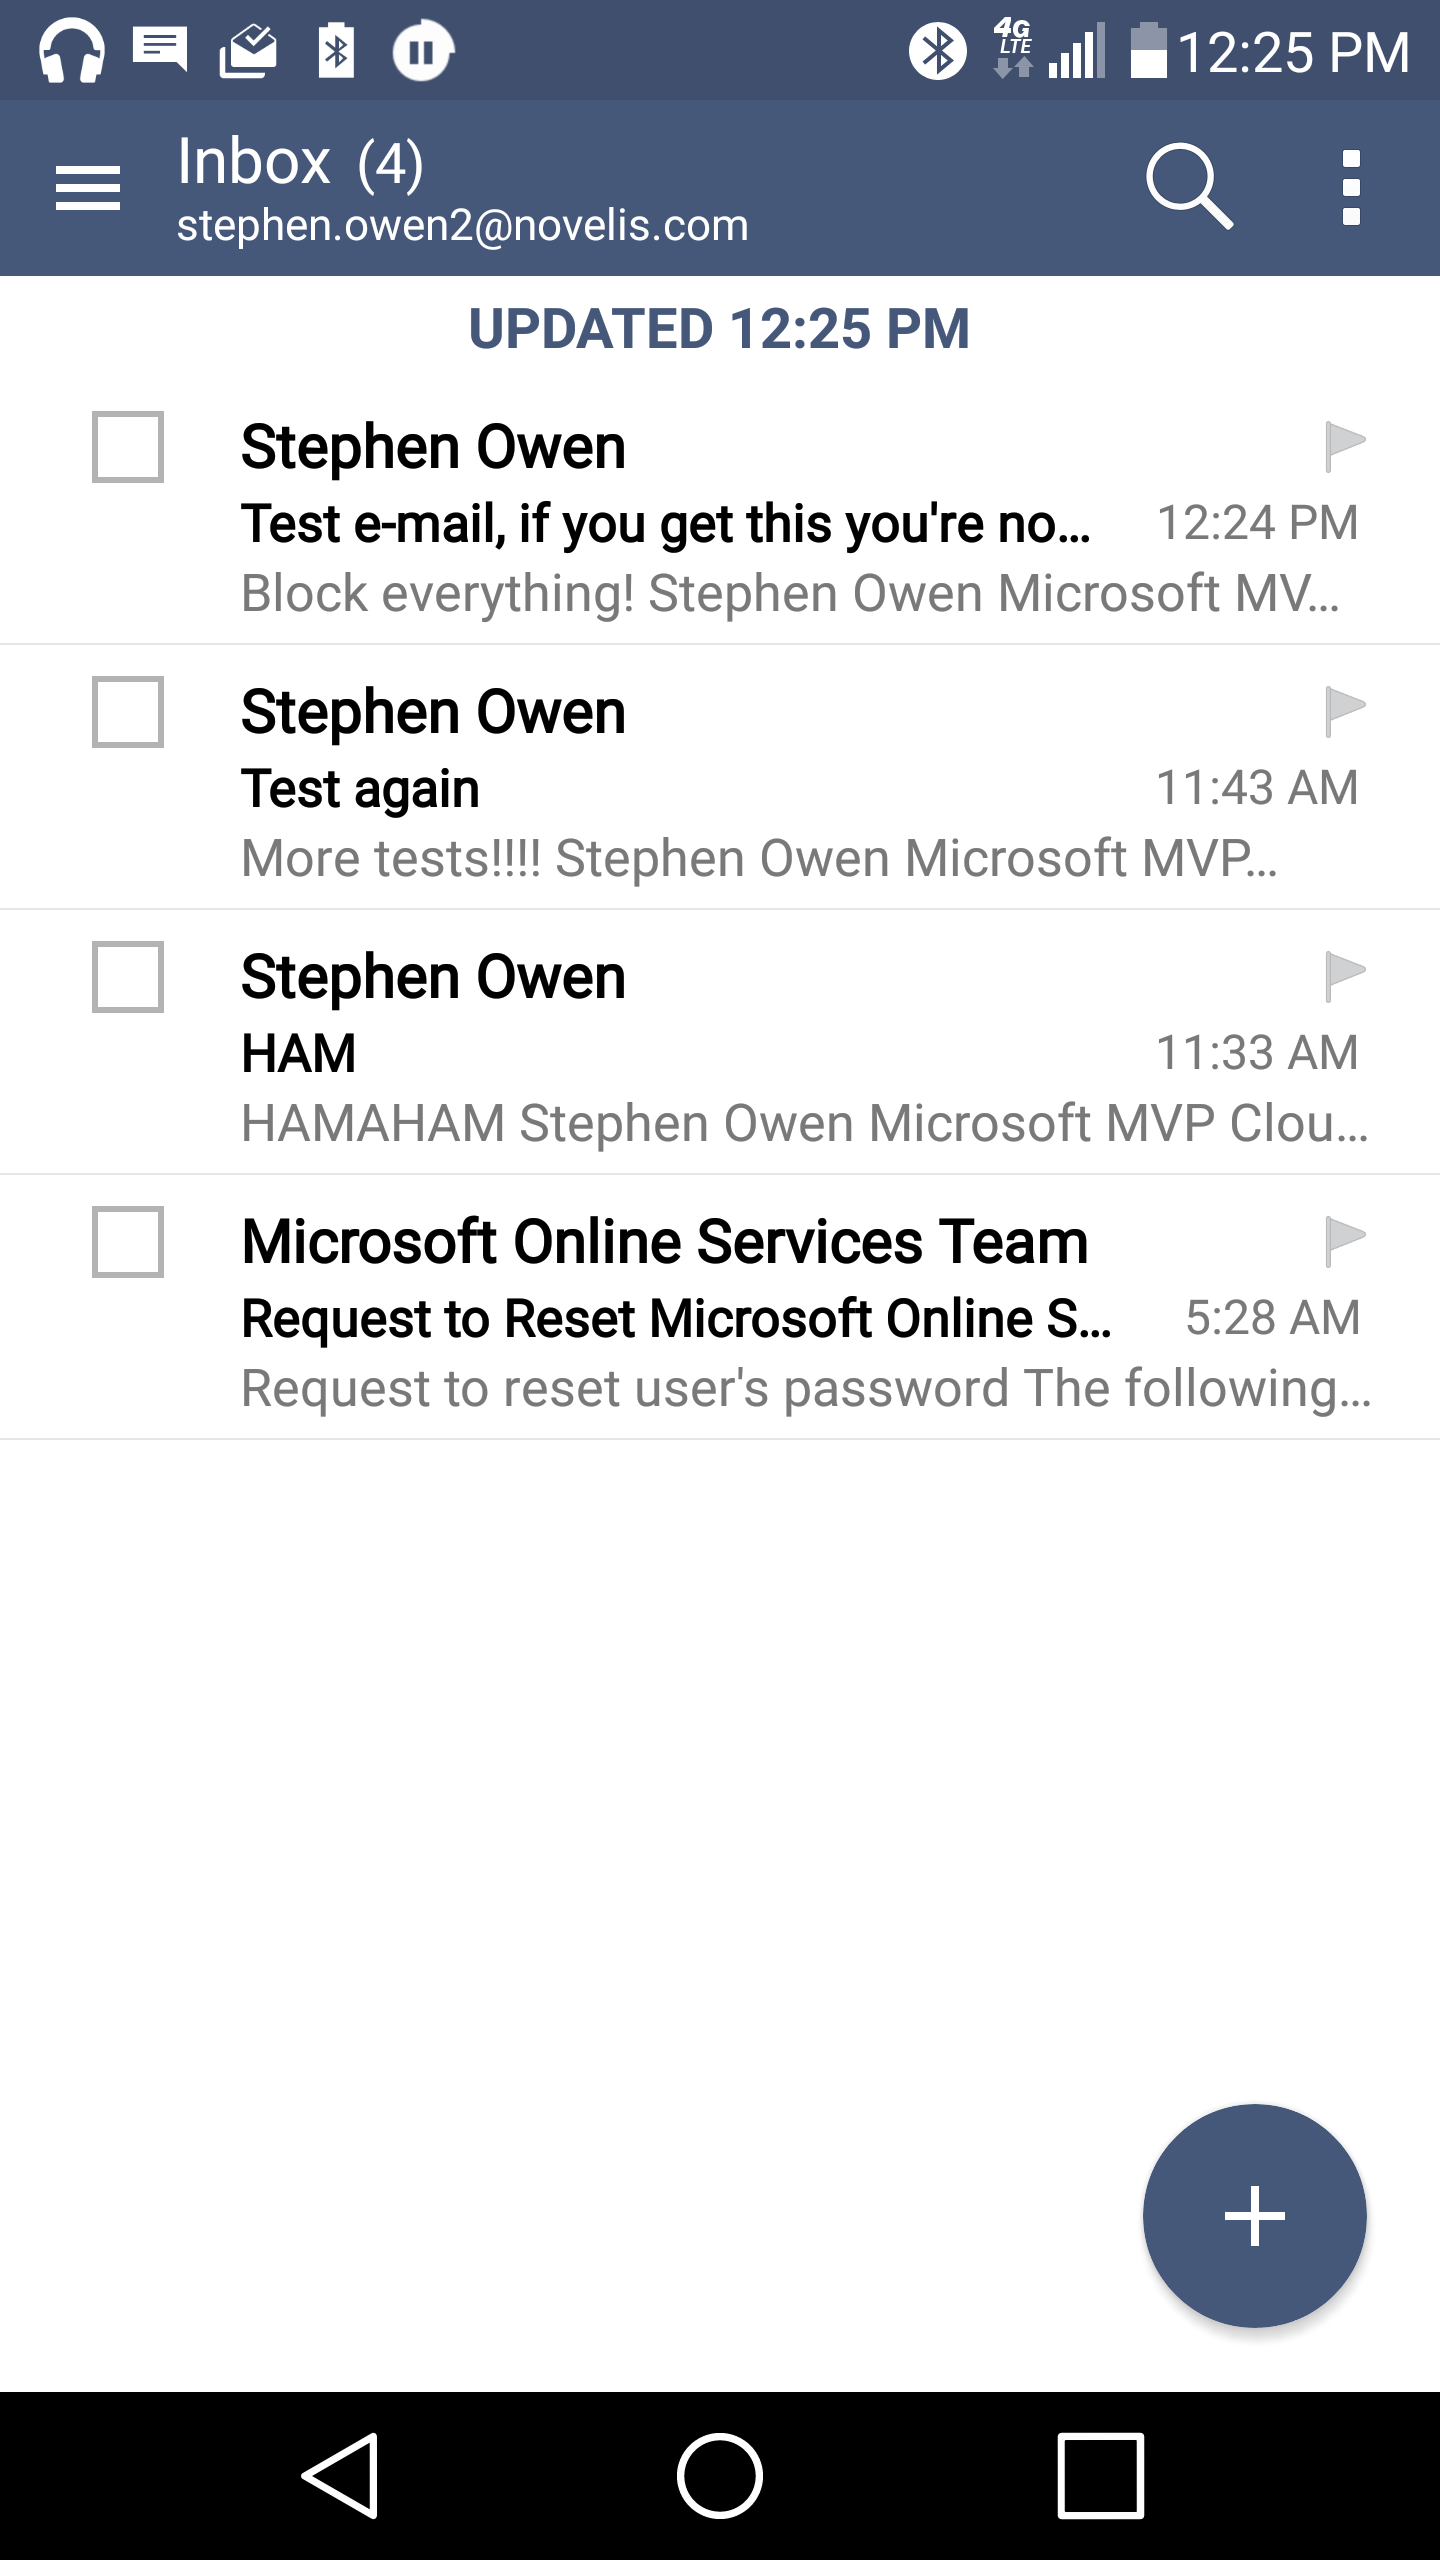 4G
LTE
12:25 PM
Inbox (4)
stephen.owen2@novelis.com
UPDATED 12:25 PM
Stephen Owen
Test e-mail, if you get this you're no... 12:24 PM
Block everything! Stephen Owen Microsoft MV...
Stephen Owen
Test again 11:43 AM
More tests!!!! Stephen Owen Microsoft MVP...
Stephen Owen
HAM 11:33 AM
HAMAHAM Stephen Owen Microsoft MVP Clou...
Microsoft Online Services Team
Request to Reset Microsoft Online S... 5:28 AM
Request to reset user's password The following...